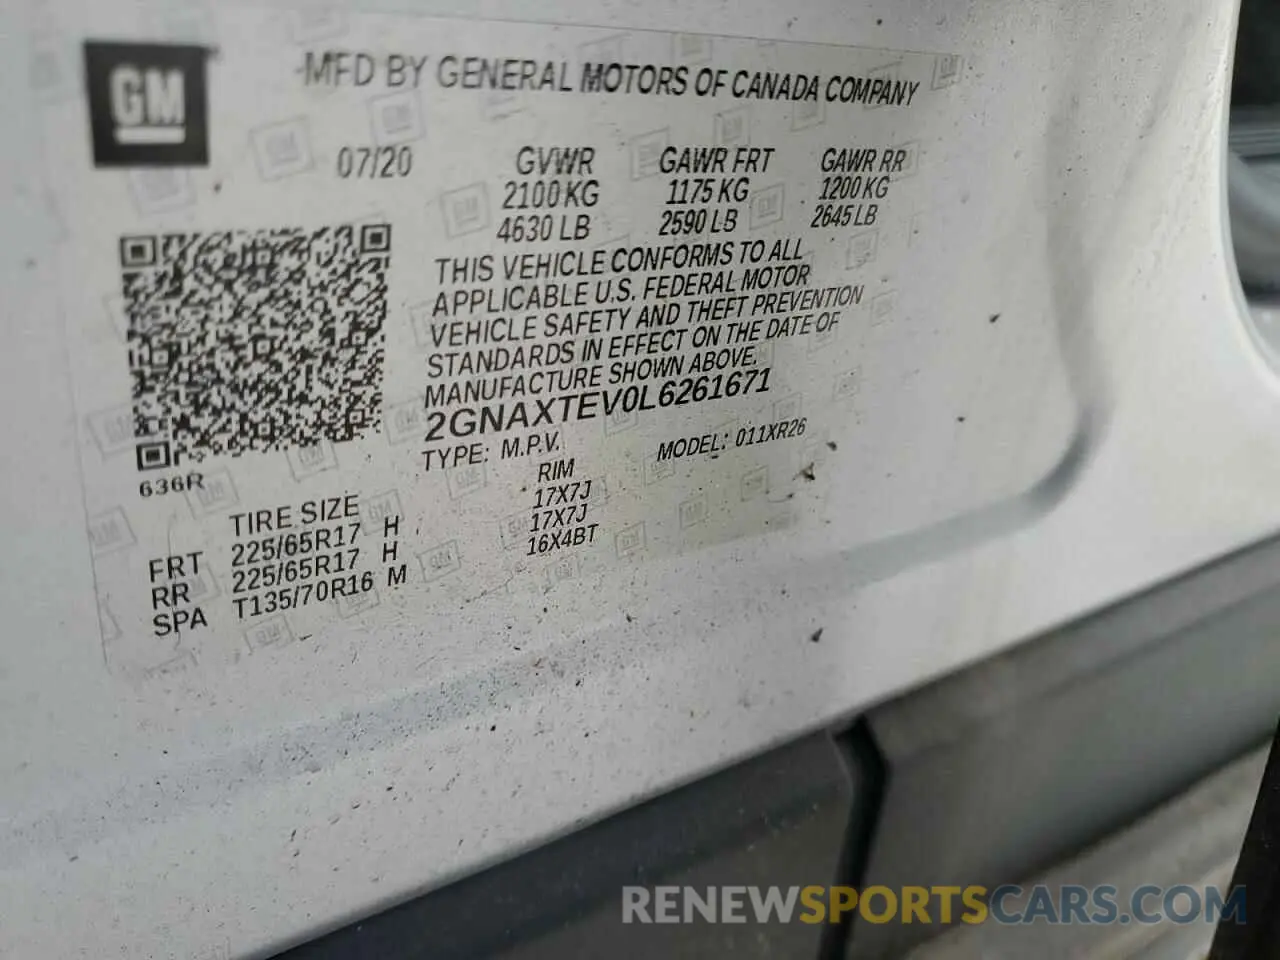 GM
MFD BY GENERAL MOTORS OF CANADA COMPANY
07/20 GVWR GAWR FRT GAWR RR
2100 KG 1175 KG 1200 KG
4630 LB 2590 LB 2645 LB
THIS VEHICLE CONFORMS TO ALL
APPLICABLE U.S. FEDERAL MOTOR
VEHICLE SAFETY AND THEFT PREVENTION
STANDARDS IN EFFECT ON THE DATE OF
MANUFACTURE SHOWN ABOVE.
2GNAXTEV0L6261671
TYPE: M.P.V. MODEL: 011XR26
636R
TIRE SIZE RIM
FRT 225/65R17 H 17X7J
RR 225/65R17 H 17X7J
SPA T135/70R16 M 16X4BT
RENEWSPORTSCARS.COM